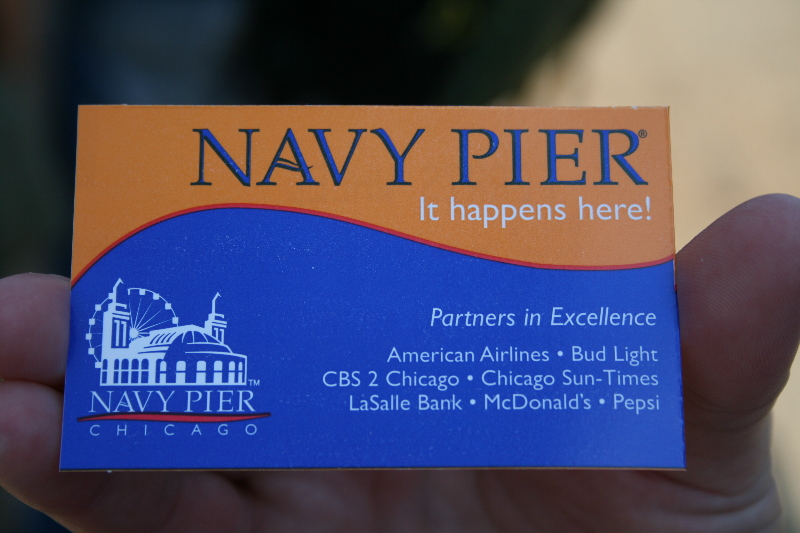 NAVY PIER®
It happens here!
Partners in Excellence
American Airlines • Bud Light
CBS 2 Chicago • Chicago Sun-Times
LaSalle Bank • McDonald's • Pepsi
NAVY PIER™
CHICAGO